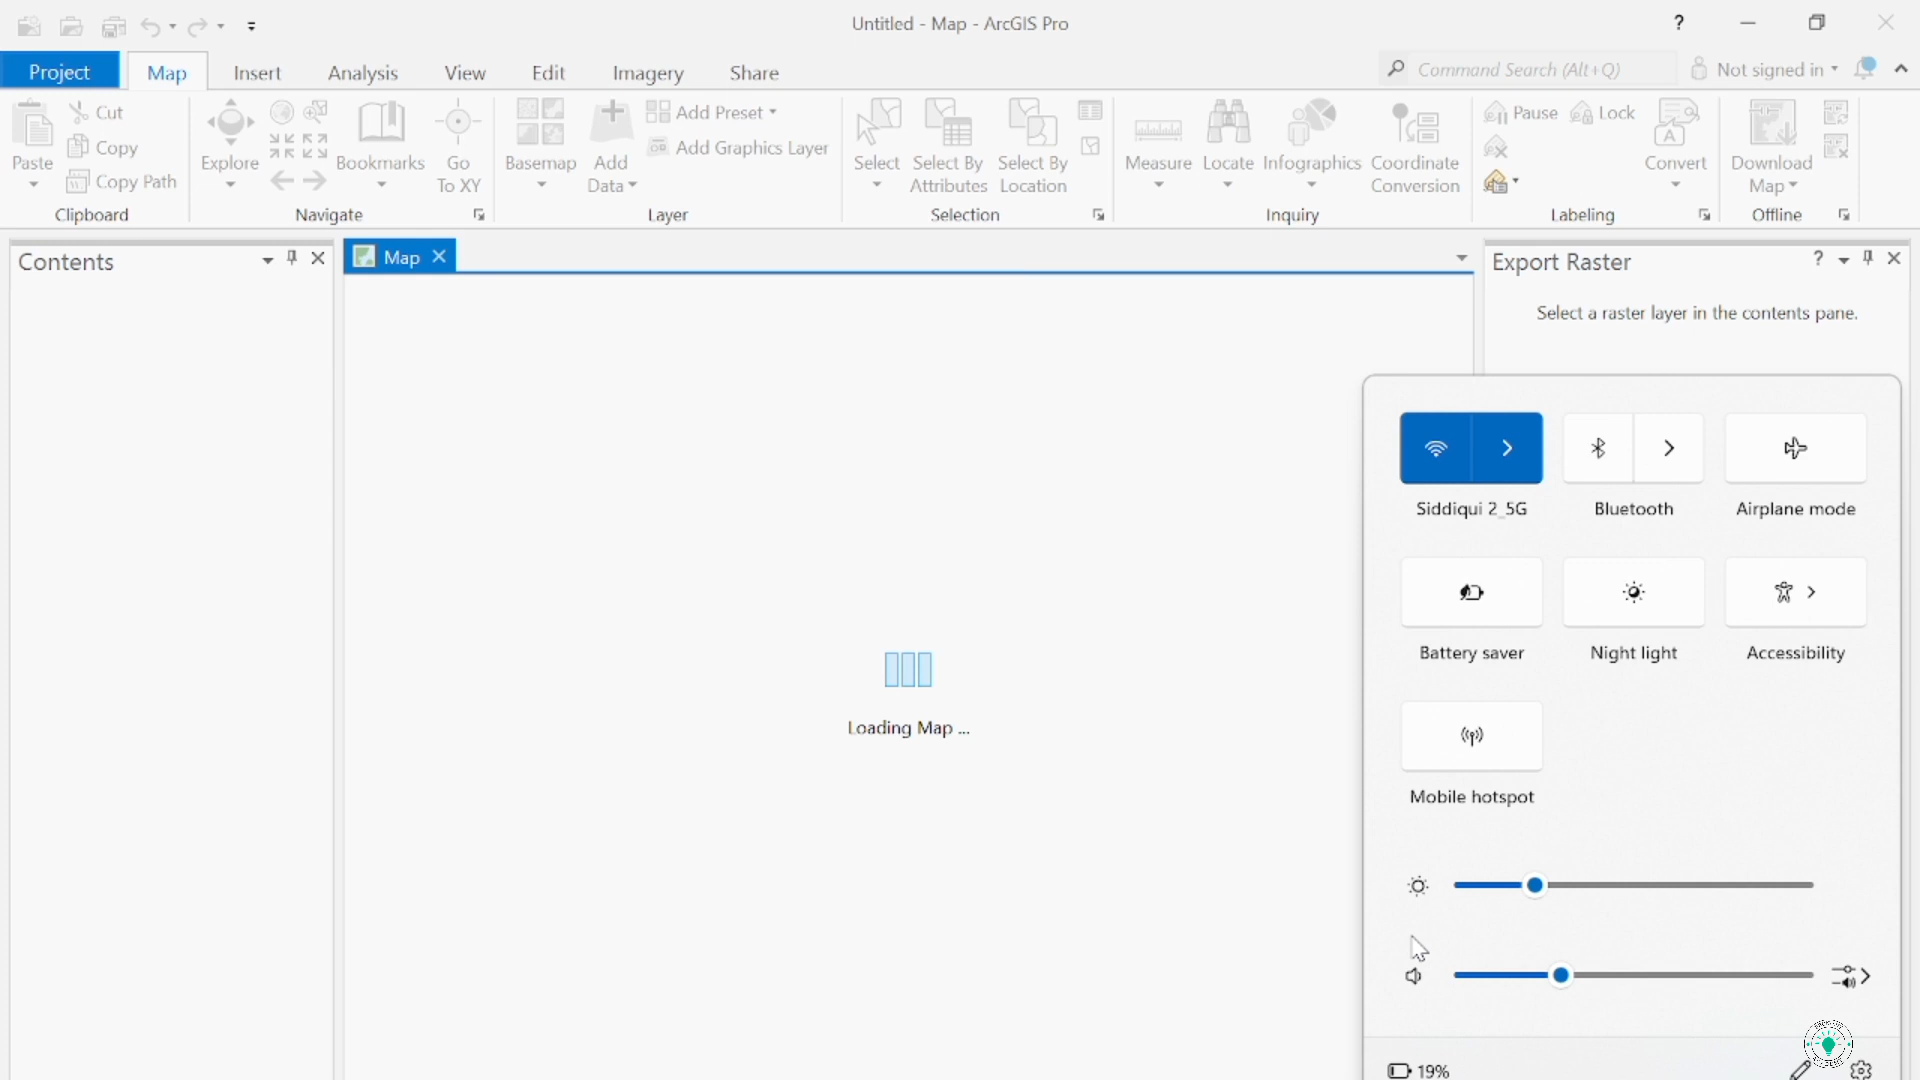 Untitled - Map - ArcGIS Pro
?
Project
Map
Insert
Analysis
View
Edit
Imagery
Share
Command Search (Alt+Q)
Not signed in
Paste
Cut
Copy
Copy Path
Clipboard
Explore
Bookmarks
Go
To XY
Navigate
Basemap
Add
Data
Add Preset
Add Graphics Layer
Layer
Select
Select By
Attributes
Select By
Location
Selection
Measure
Locate
Infographics
Coordinate
Conversion
Inquiry
Pause
Lock
A
Convert
Labeling
Download
Map
Offline
Contents
Map
Export Raster
?
Select a raster layer in the contents pane.
Loading Map ...
Siddiqui 2_5G
Bluetooth
Airplane mode
Battery saver
Night light
Accessibility
Mobile hotspot
19%